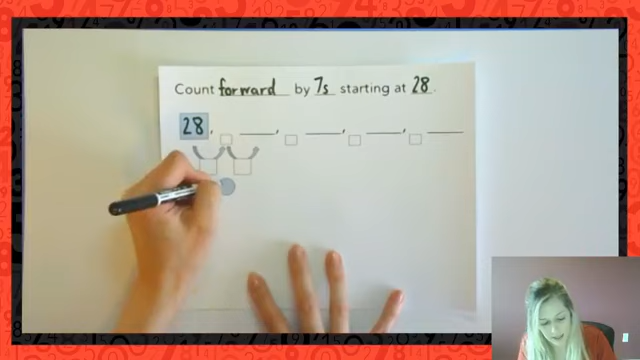 Count forward by 7s starting at 28.
28, , , ,